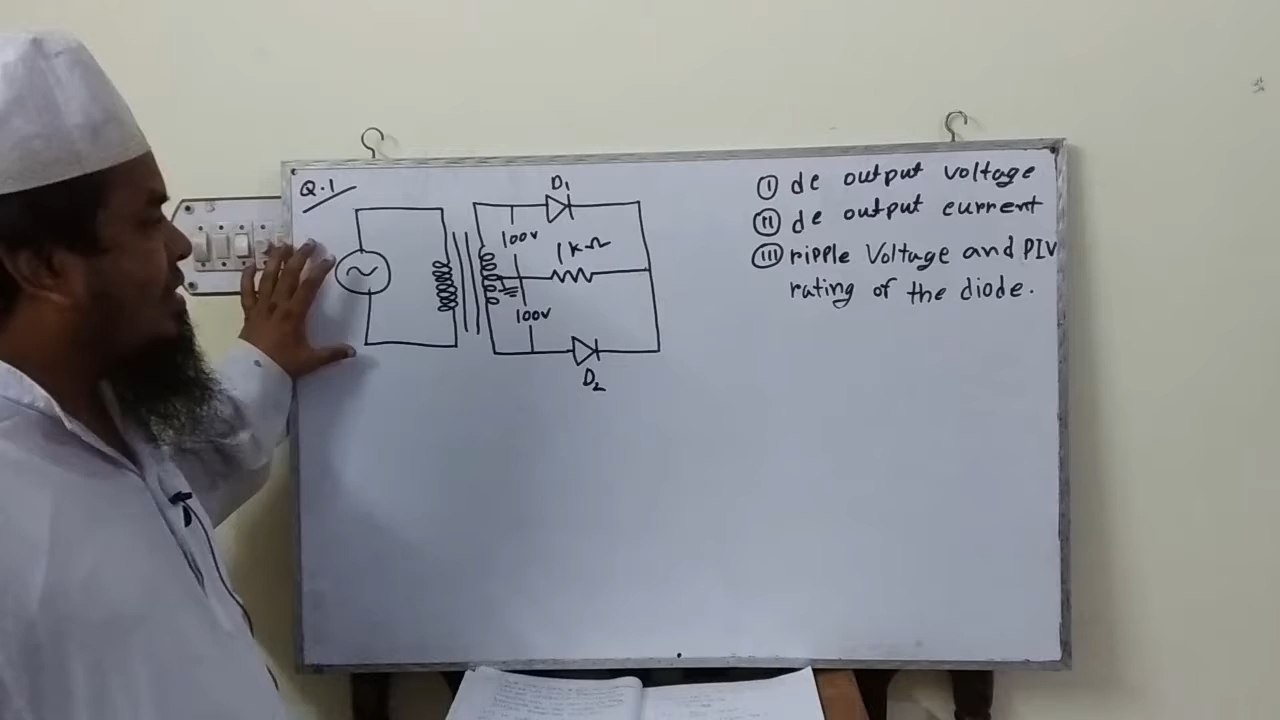 Q.1
D1
100v
1kΩ
100v
D2
(I) dc output voltage
(II) dc output current
(III) ripple Voltage and PIV
rating of the diode.